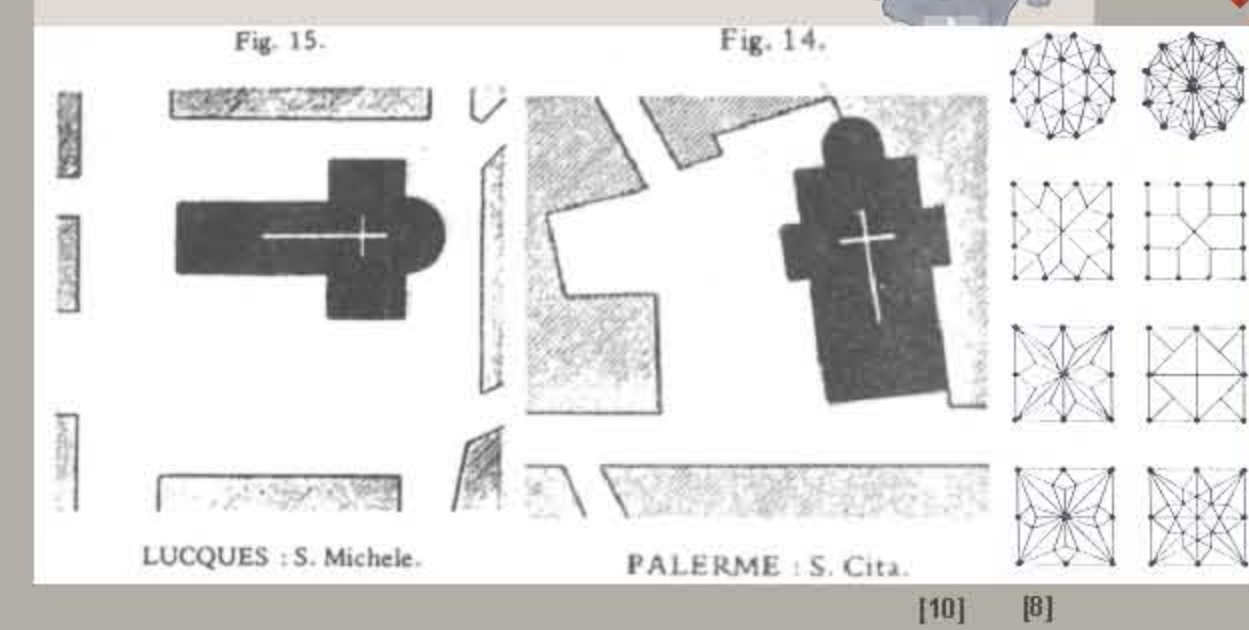 Fig. 15.
Fig. 14.
LUCQUES : S. Michele.
PALERME : S. Cita.
[10] [8]